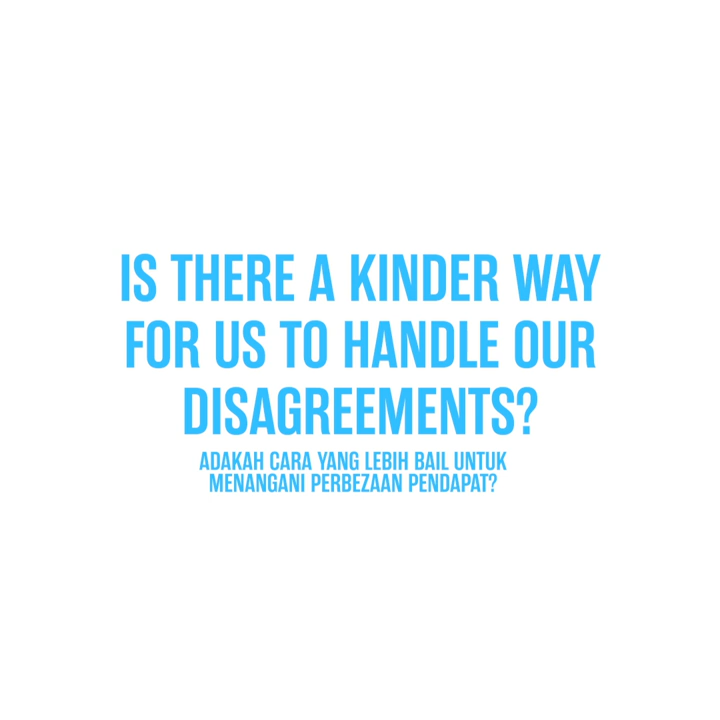 IS THERE A KINDER WAY
FOR US TO HANDLE OUR
DISAGREEMENTS?
ADAKAH CARA YANG LEBIH BAIL UNTUK
MENANGANI PERBEZAAN PENDAPAT?